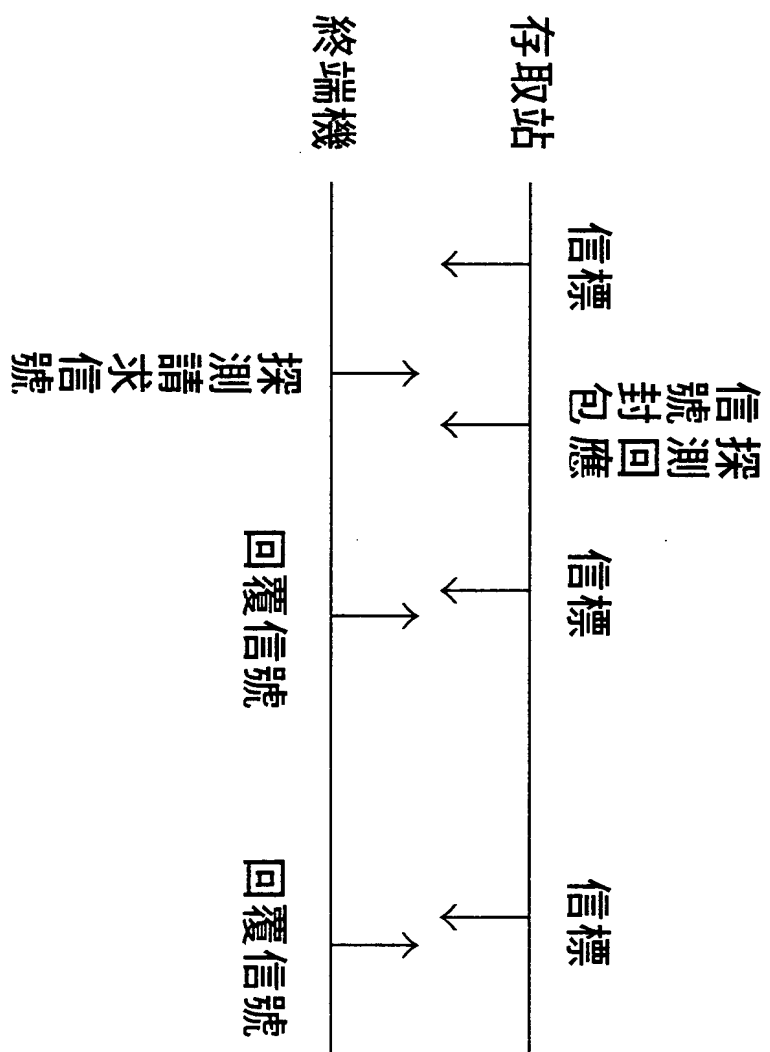 信標
探測回應
信號封包
信標
信標
存取站
終端機
探測請求信號
回覆信號
回覆信號